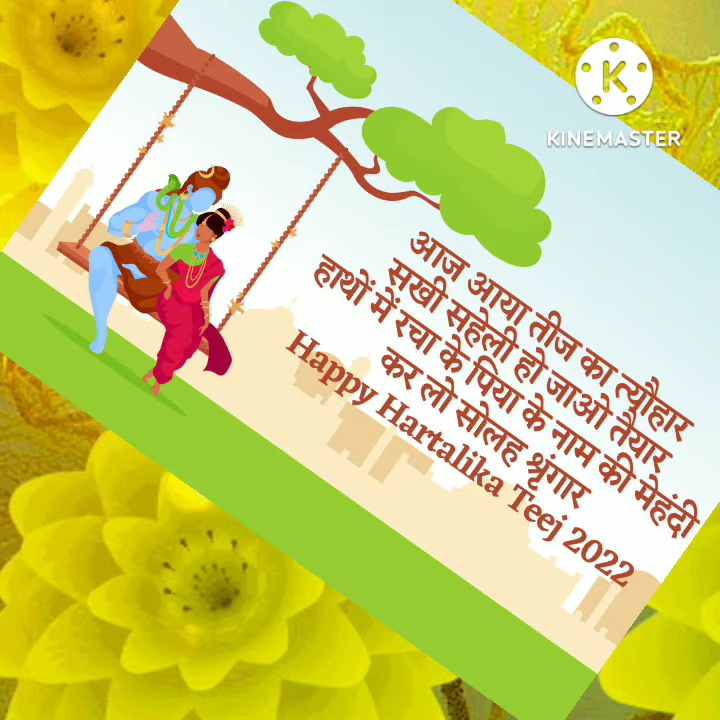 KINEMASTER
आज आया तीज का त्यौहार
सखी सहेली हो जाओ तैयार
हाथों में रचा के पिया के नाम की मेहंदी
कर लो सोलह श्रृंगार
Happy Hartalika Teej 2022